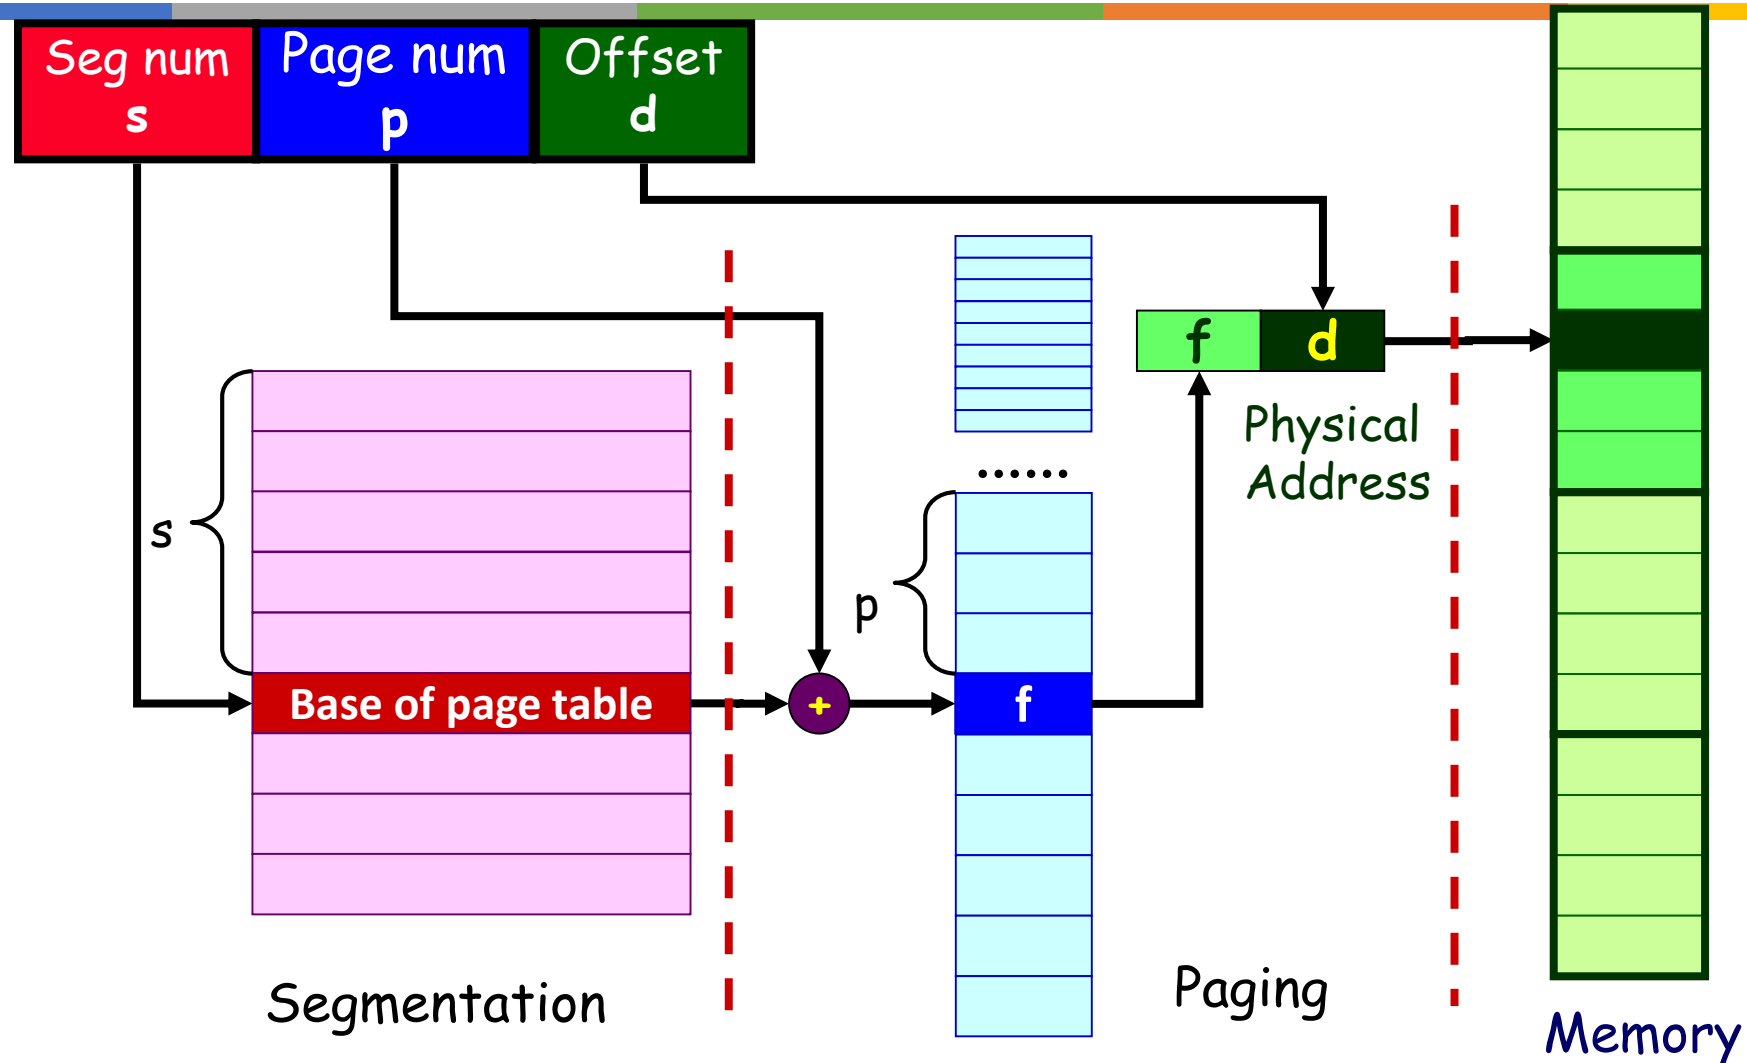 Seg num
s
Page num
p
Offset
d
f
d
Physical
Address
s
......
p
Base of page table
+
f
Segmentation
Paging
Memory